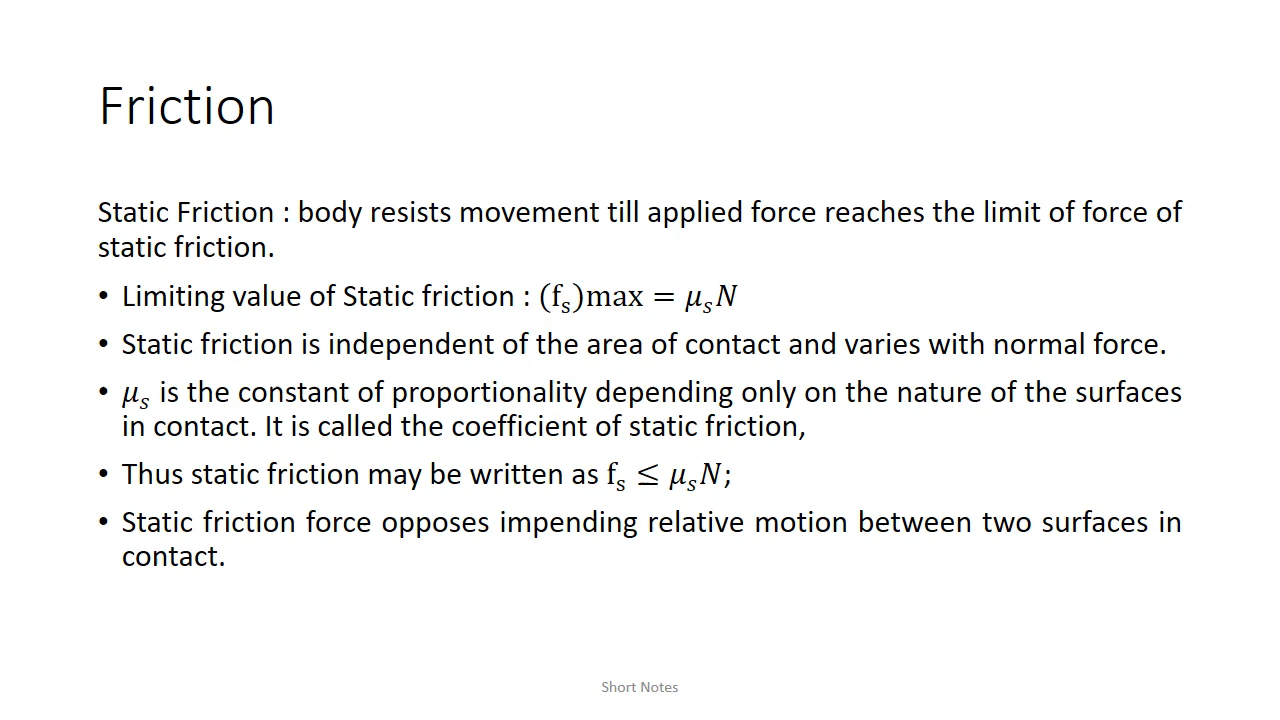 Friction
Static Friction : body resists movement till applied force reaches the limit of force of
static friction.
• Limiting value of Static friction : (fₛ)max = 𝜇ₛ𝑁
• Static friction is independent of the area of contact and varies with normal force.
• 𝜇ₛ is the constant of proportionality depending only on the nature of the surfaces
in contact. It is called the coefficient of static friction,
• Thus static friction may be written as fₛ ≤ 𝜇ₛ𝑁;
• Static friction force opposes impending relative motion between two surfaces in
contact.
Short Notes